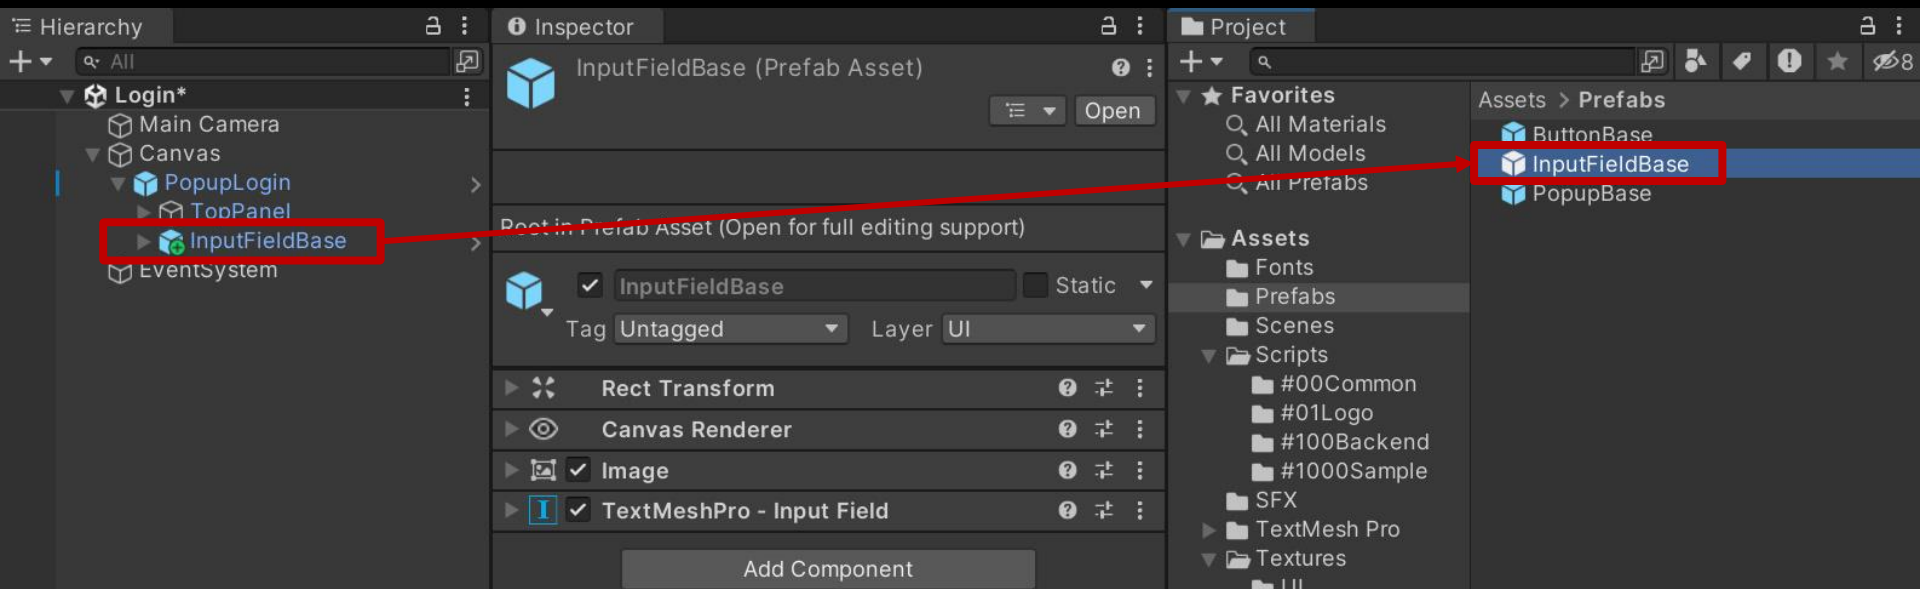 Hierarchy
All
Login*
Main Camera
Canvas
PopupLogin
TopPanel
InputFieldBase
EventSystem
Inspector
InputFieldBase (Prefab Asset)
Open
Root in Prefab Asset (Open for full editing support)
InputFieldBase
Static
Tag Untagged Layer UI
Rect Transform
Canvas Renderer
Image
TextMeshPro - Input Field
Add Component
Project
8
Favorites
All Materials
All Models
All Prefabs
Assets
Fonts
Prefabs
Scenes
Scripts
#00Common
#01Logo
#100Backend
#1000Sample
SFX
TextMesh Pro
Textures
UI
Assets > Prefabs
ButtonBase
InputFieldBase
PopupBase